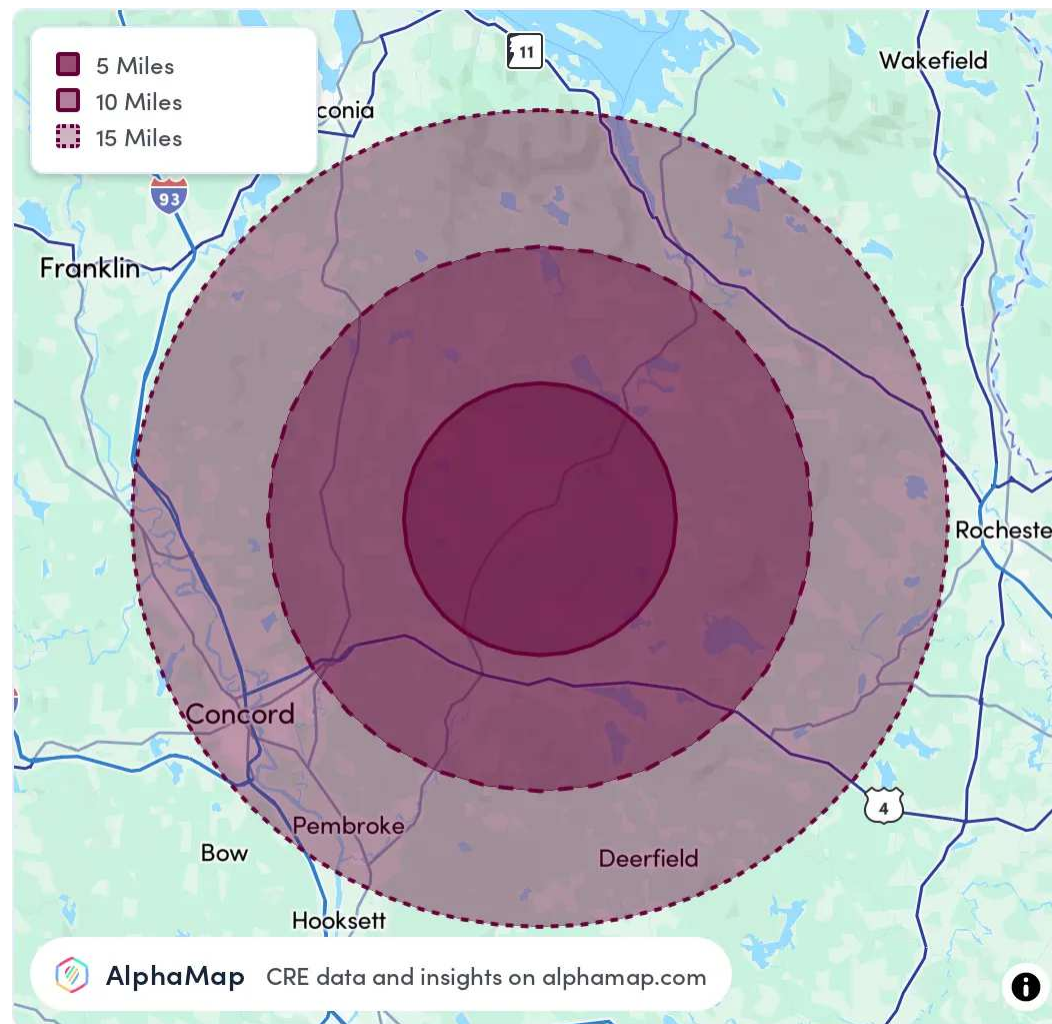 5 Miles
10 Miles
15 Miles
11
Wakefield
conia
93
Franklin
Rocheste
Concord
4
Pembroke
Bow
Deerfield
Hooksett
AlphaMap CRE data and insights on alphamap.com
i